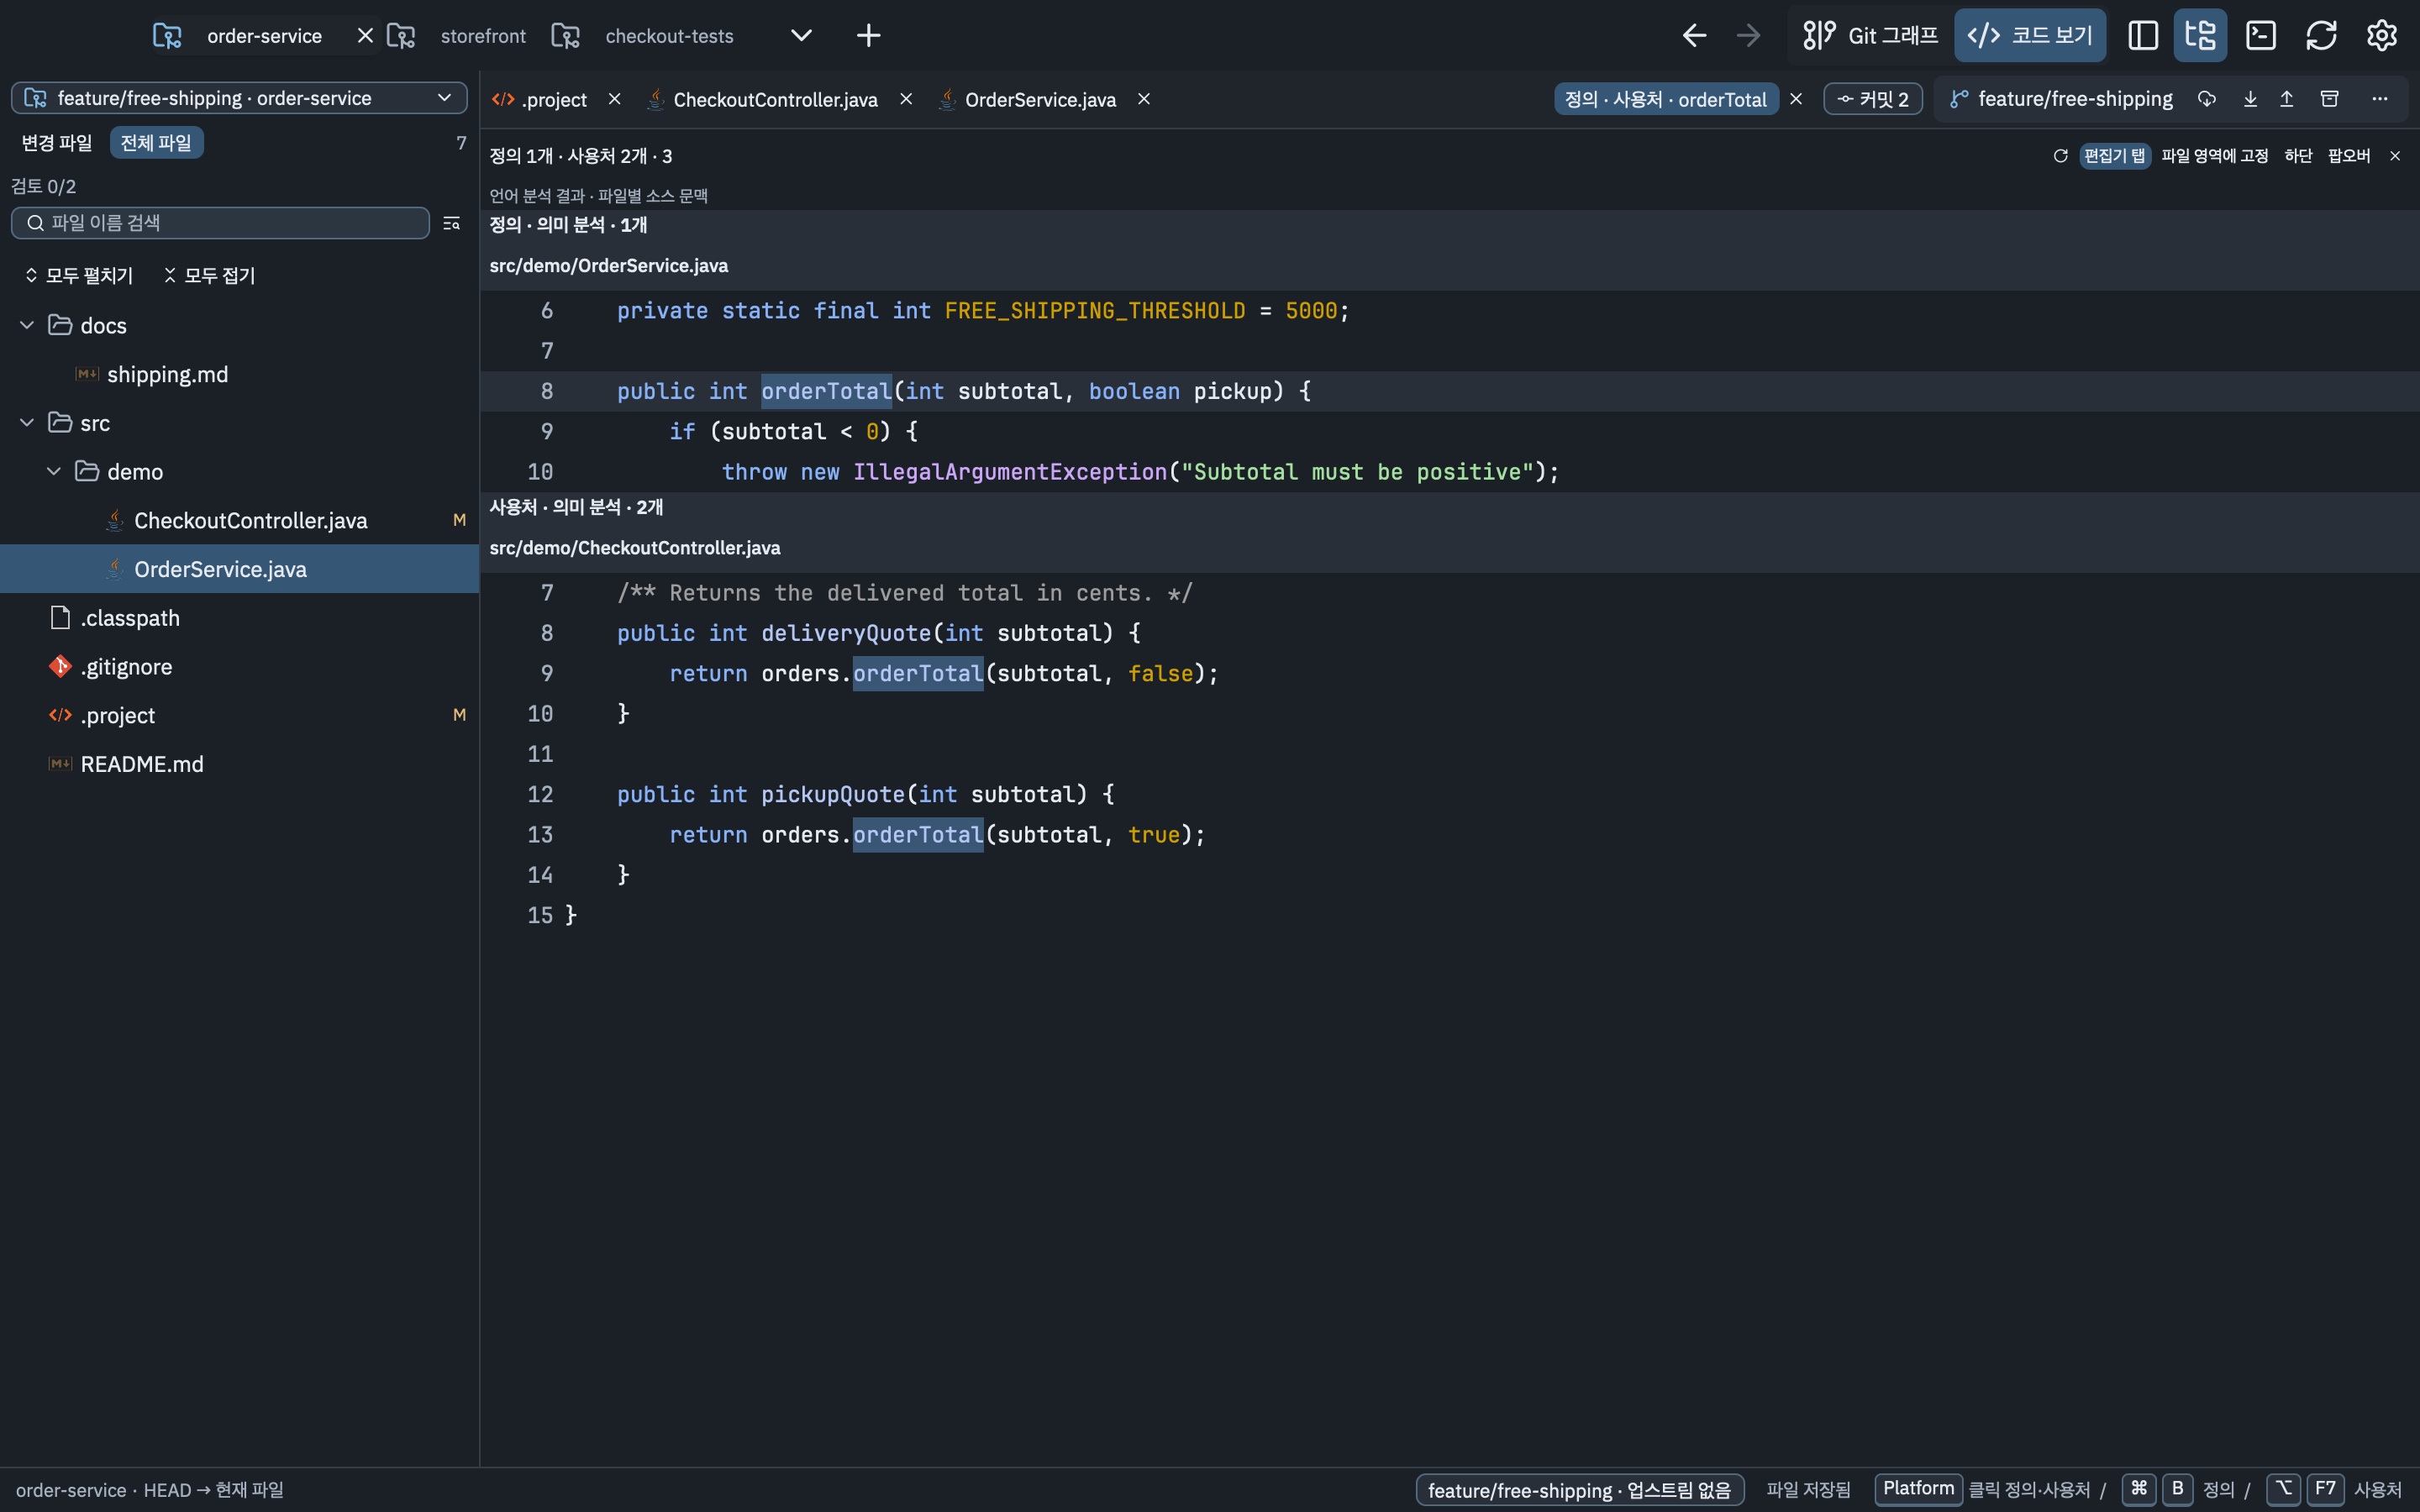 order-service storefront checkout-tests Git 그래프 코드 보기
feature/free-shipping · order-service
변경 파일 전체 파일 7
검토 0/2
파일 이름 검색
모두 펼치기 모두 접기
docs
shipping.md
src
demo
CheckoutController.java M
OrderService.java
.classpath
.gitignore
.project M
README.md
.project CheckoutController.java OrderService.java 정의 · 사용처 · orderTotal 커밋 2 feature/free-shipping
정의 1개 · 사용처 2개 · 3 편집기 탭 파일 영역에 고정 하단 팝오버
언어 분석 결과 · 파일별 소스 문맥
정의 · 의미 분석 · 1개
src/demo/OrderService.java
6 private static final int FREE_SHIPPING_THRESHOLD = 5000;
7
8 public int orderTotal(int subtotal, boolean pickup) {
9 if (subtotal < 0) {
10 throw new IllegalArgumentException("Subtotal must be positive");
사용처 · 의미 분석 · 2개
src/demo/CheckoutController.java
7 /** Returns the delivered total in cents. */
8 public int deliveryQuote(int subtotal) {
9 return orders.orderTotal(subtotal, false);
10 }
11
12 public int pickupQuote(int subtotal) {
13 return orders.orderTotal(subtotal, true);
14 }
15 }
order-service · HEAD → 현재 파일 feature/free-shipping · 업스트림 없음 파일 저장됨 Platform 클릭 정의·사용처 / ⌘ B 정의 / ⌥ F7 사용처